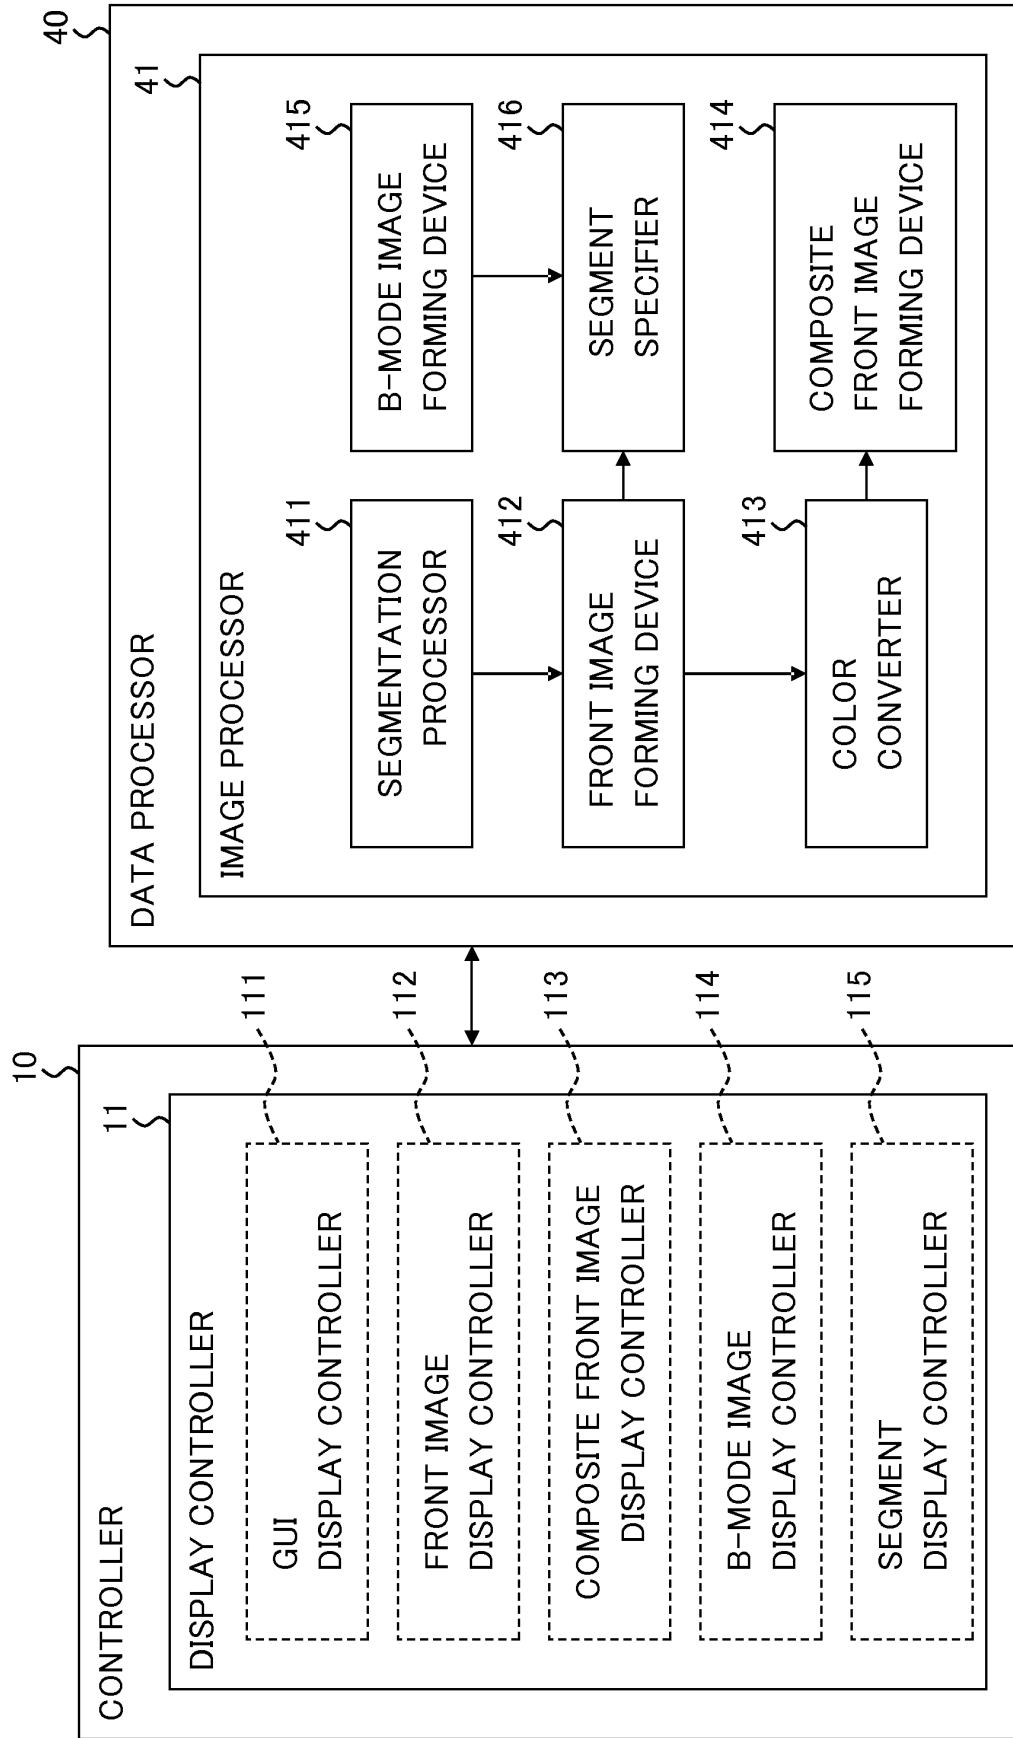 10
CONTROLLER
11
DISPLAY CONTROLLER
111
GUI
DISPLAY CONTROLLER
112
FRONT IMAGE
DISPLAY CONTROLLER
113
COMPOSITE FRONT IMAGE
DISPLAY CONTROLLER
114
B-MODE IMAGE
DISPLAY CONTROLLER
115
SEGMENT
DISPLAY CONTROLLER
40
DATA PROCESSOR
41
IMAGE PROCESSOR
411
SEGMENTATION
PROCESSOR
415
B-MODE IMAGE
FORMING DEVICE
412
FRONT IMAGE
FORMING DEVICE
416
SEGMENT
SPECIFIER
413
COLOR
CONVERTER
414
COMPOSITE
FRONT IMAGE
FORMING DEVICE